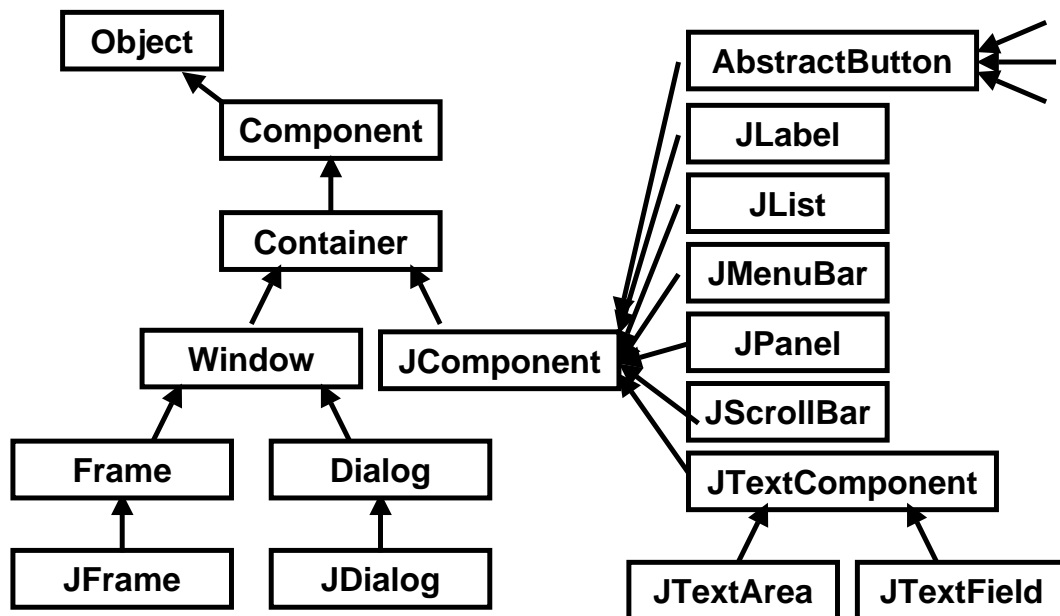 Object
Component
Container
Window
JComponent
Frame
Dialog
JFrame
JDialog
AbstractButton
JLabel
JList
JMenuBar
JPanel
JScrollBar
JTextComponent
JTextArea
JTextField